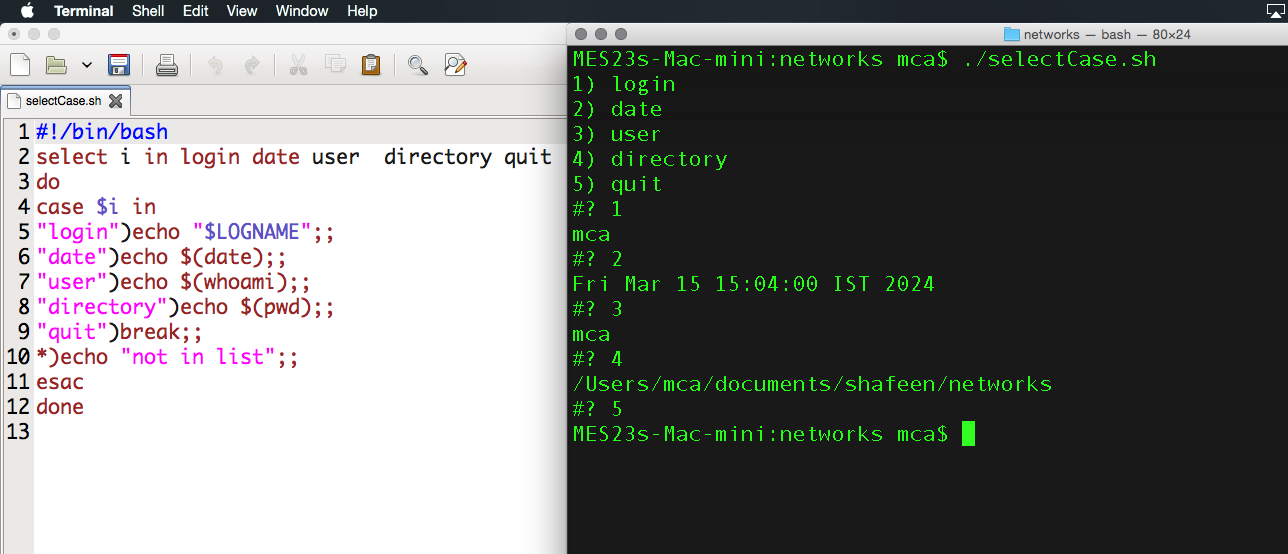 Terminal Shell Edit View Window Help
networks — bash — 80×24
selectCase.sh
1 #!/bin/bash
2 select i in login date user  directory quit
3 do
4 case $i in
5 "login")echo "$LOGNAME";;
6 "date")echo $(date);;
7 "user")echo $(whoami);;
8 "directory")echo $(pwd);;
9 "quit")break;;
10 *)echo "not in list";;
11 esac
12 done
13
MES23s-Mac-mini:networks mca$ ./selectCase.sh
1) login
2) date
3) user
4) directory
5) quit
#? 1
mca
#? 2
Fri Mar 15 15:04:00 IST 2024
#? 3
mca
#? 4
/Users/mca/documents/shafeen/networks
#? 5
MES23s-Mac-mini:networks mca$